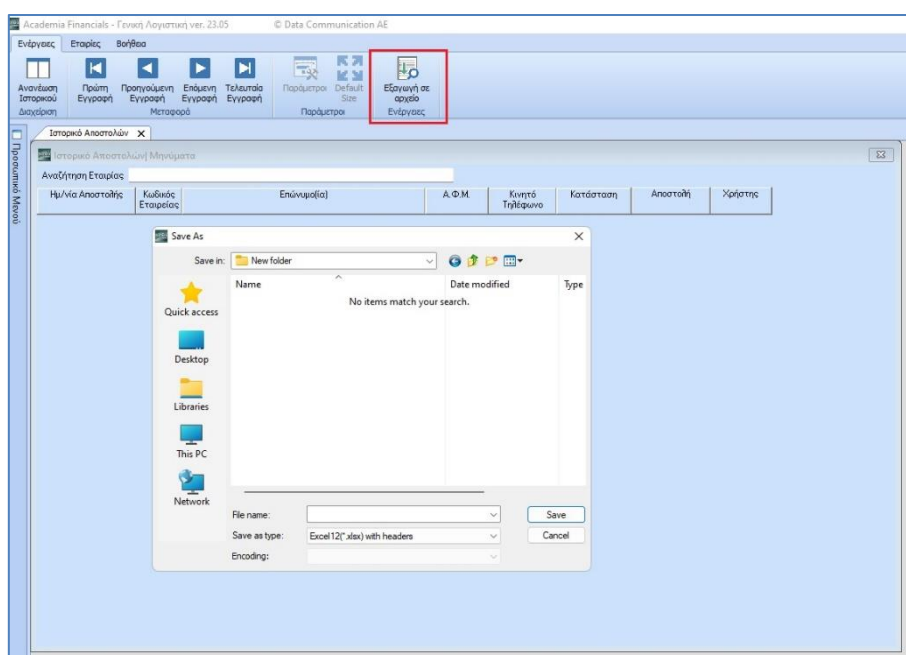 Academia Financials - Γενική Λογιστική ver. 23.05 © Data Communication AE
Ενέργειες Εταιρίες Βοήθεια
Ανανέωση Ιστορικού
Πρώτη Εγγραφή
Προηγούμενη Εγγραφή
Επόμενη Εγγραφή
Τελευταία Εγγραφή
Παράμετροι
Default Size
Εξαγωγή σε αρχείο
Διαχείριση Μεταφορά Παράμετροι Ενέργειες
Προσωπικό Μενού
Ιστορικό Αποστολών X
Ιστορικό Αποστολών| Μηνύματα
Αναζήτηση Εταιρίας
Ημ/νία Αποστολής
Κωδικός Εταιρείας
Επώνυμο(ία)
Α.Φ.Μ.
Κινητό Τηλέφωνο
Κατάσταση
Αποστολή
Χρήστης
Save As
Save in: New folder
Name Date modified Type
No items match your search.
Quick access
Desktop
Libraries
This PC
Network
File name: Save
Save as type: Excel12(*.xlsx) with headers Cancel
Encoding: